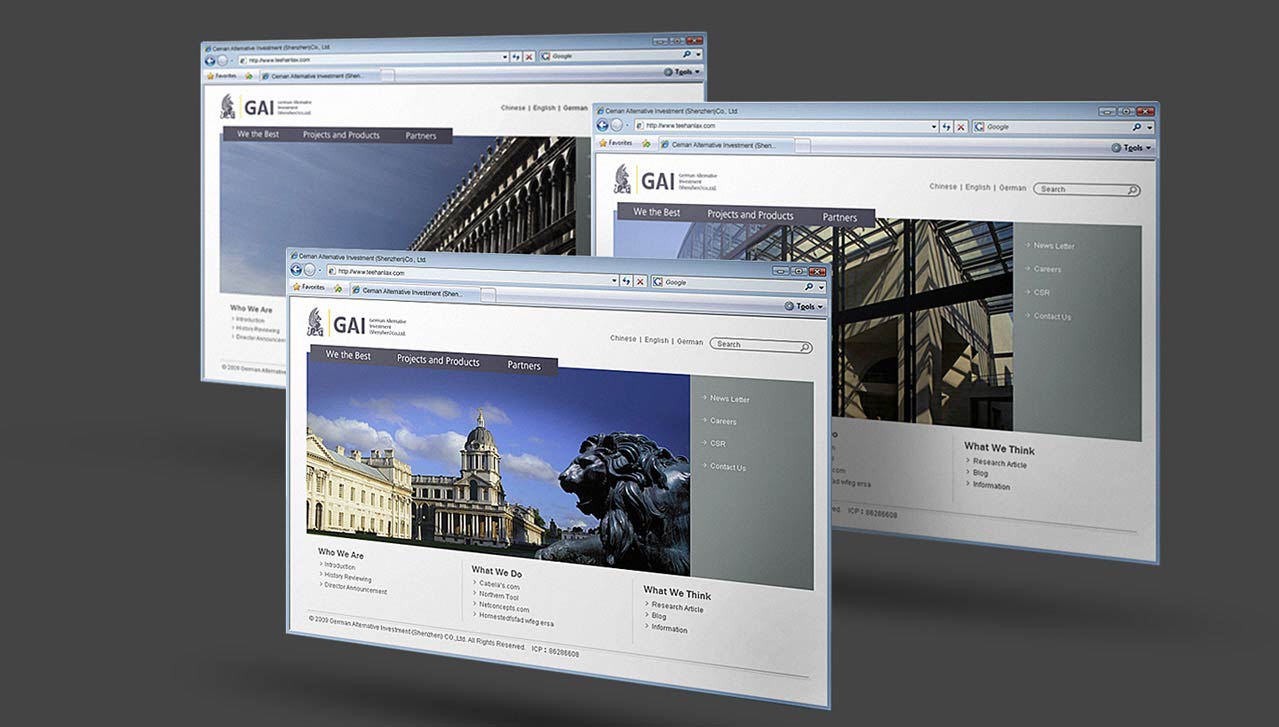 Ceman Alternative Investment (Shenzhen)Co., Ltd.
http://www.teehanlax.com
Google
Favorites
Ceman Alternative Investment (Shen...
Tools
GAI
German Alternative
Investment
(Shenzhen)co.,Ltd.
Chinese | English | German
We the Best
Projects and Products
Partners
Who We Are
Introduction
History Reviewing
Director Announcem
© 2009 German Alternative
Ceman Alternative Investment (Shenzhen)Co., Ltd.
http://www.teehanlax.com
Google
Favorites
Ceman Alternative Investment (Shen...
Tools
GAI
German Alternative
Investment
(Shenzhen)co.,Ltd.
Chinese | English | German
Search
We the Best
Projects and Products
Partners
News Letter
Careers
CSR
Contact Us
o
om
.com
ad wfeg ersa
What We Think
Research Article
Blog
Information
ved. ICP: 86286608
Ceman Alternative Investment (Shenzhen)Co., Ltd.
http://www.teehanlax.com
Google
Favorites
Ceman Alternative Investment (Shen...
Tools
GAI
German Alternative
Investment
(Shenzhen)co.,Ltd.
Chinese | English | German
Search
We the Best
Projects and Products
Partners
News Letter
Careers
CSR
Contact Us
Who We Are
Introduction
History Reviewing
Director Announcement
What We Do
Cabela's.com
Northern Tool
Netconcepts.com
Homestedfsfad wfeg ersa
What We Think
Research Article
Blog
Information
© 2009 German Alternative Investment (Shenzhen) CO.,Ltd. All Rights Reserved. ICP: 86286608